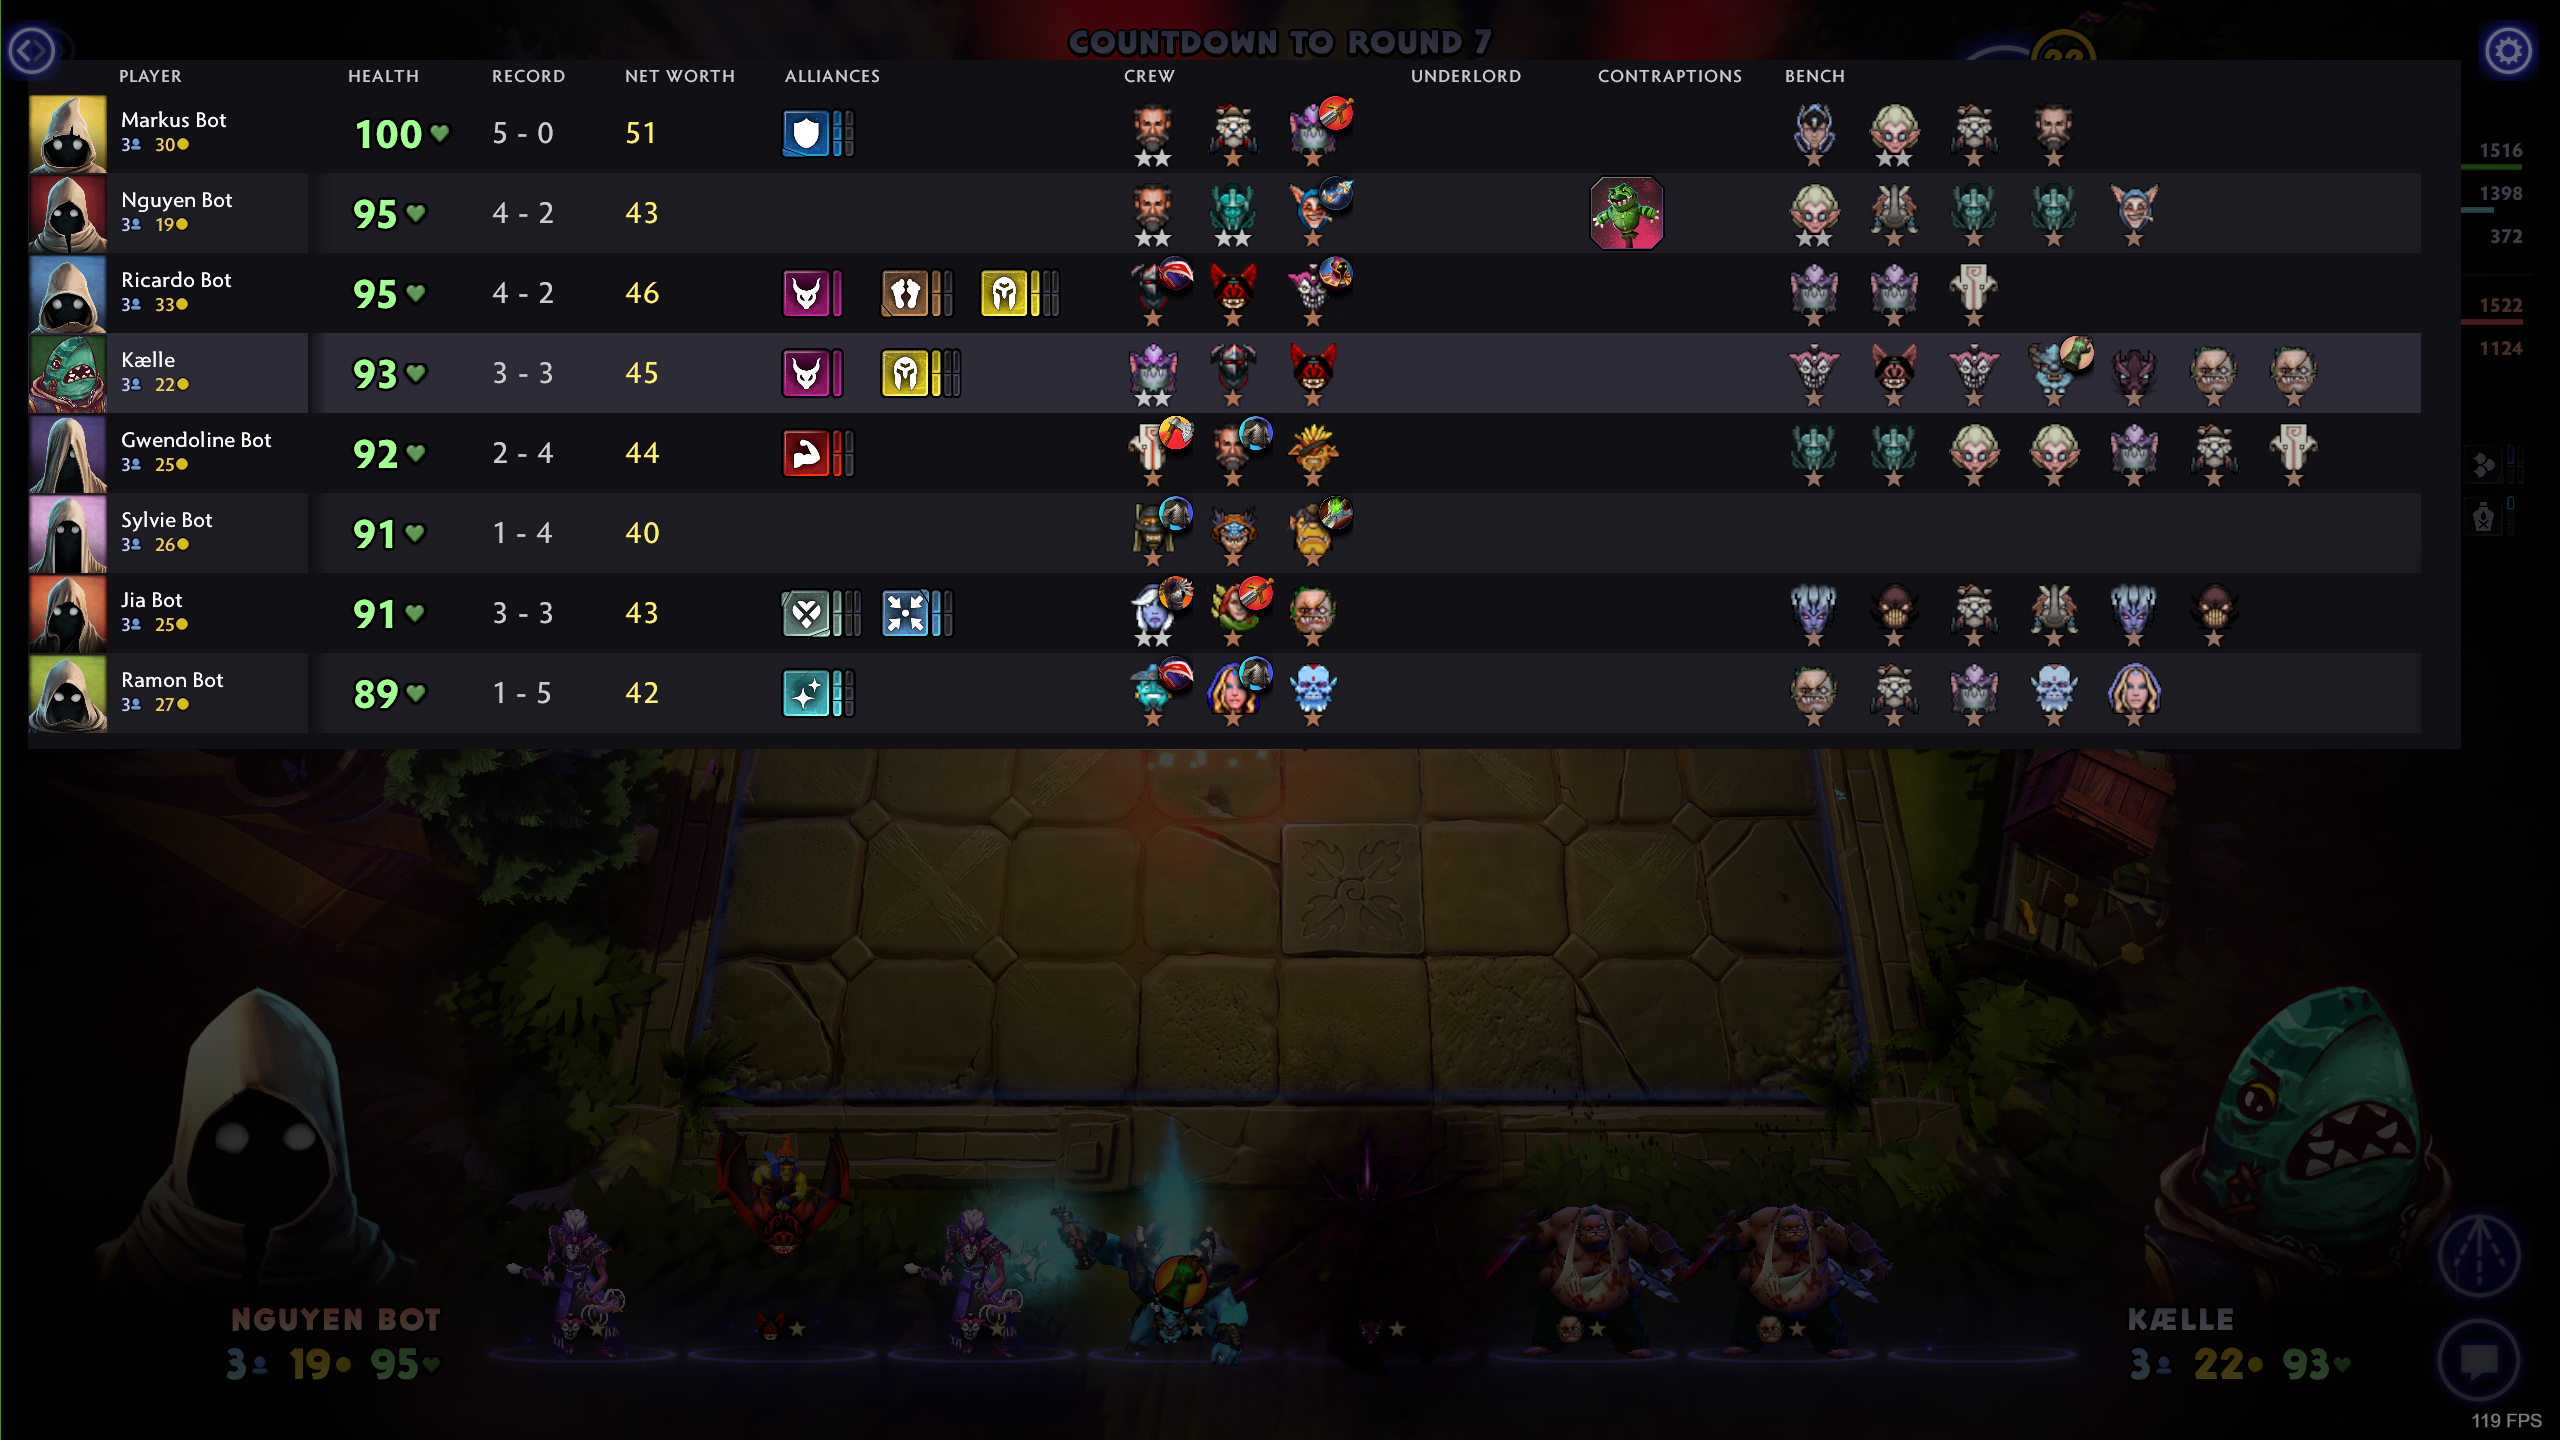 COUNTDOWN TO ROUND 7
PLAYER HEALTH RECORD NET WORTH ALLIANCES CREW UNDERLORD CONTRAPTIONS BENCH
Markus Bot
3 30
100 5 - 0 51
Nguyen Bot
3 19
95 4 - 2 43
Ricardo Bot
3 33
95 4 - 2 46
Kælle
3 22
93 3 - 3 45
Gwendoline Bot
3 25
92 2 - 4 44
Sylvie Bot
3 26
91 1 - 4 40
Jia Bot
3 25
91 3 - 3 43
Ramon Bot
3 27
89 1 - 5 42
1516
1398
372
1522
1124
NGUYEN BOT
3 19 95
KÆLLE
3 22 93
119 FPS